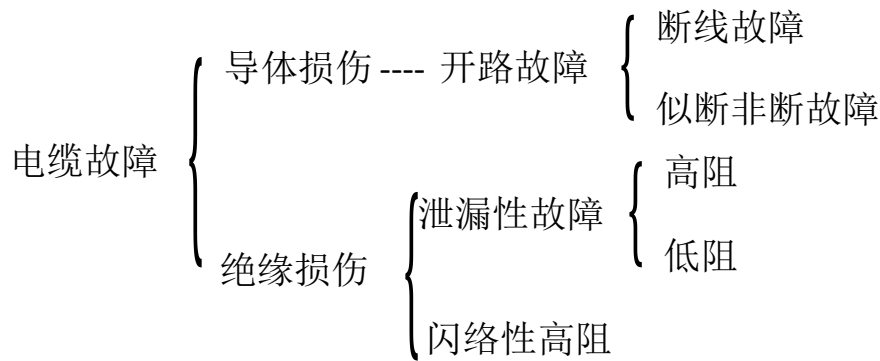 断线故障
导体损伤 ---- 开路故障
似断非断故障
电缆故障
高阻
泄漏性故障
低阻
绝缘损伤
闪络性高阻